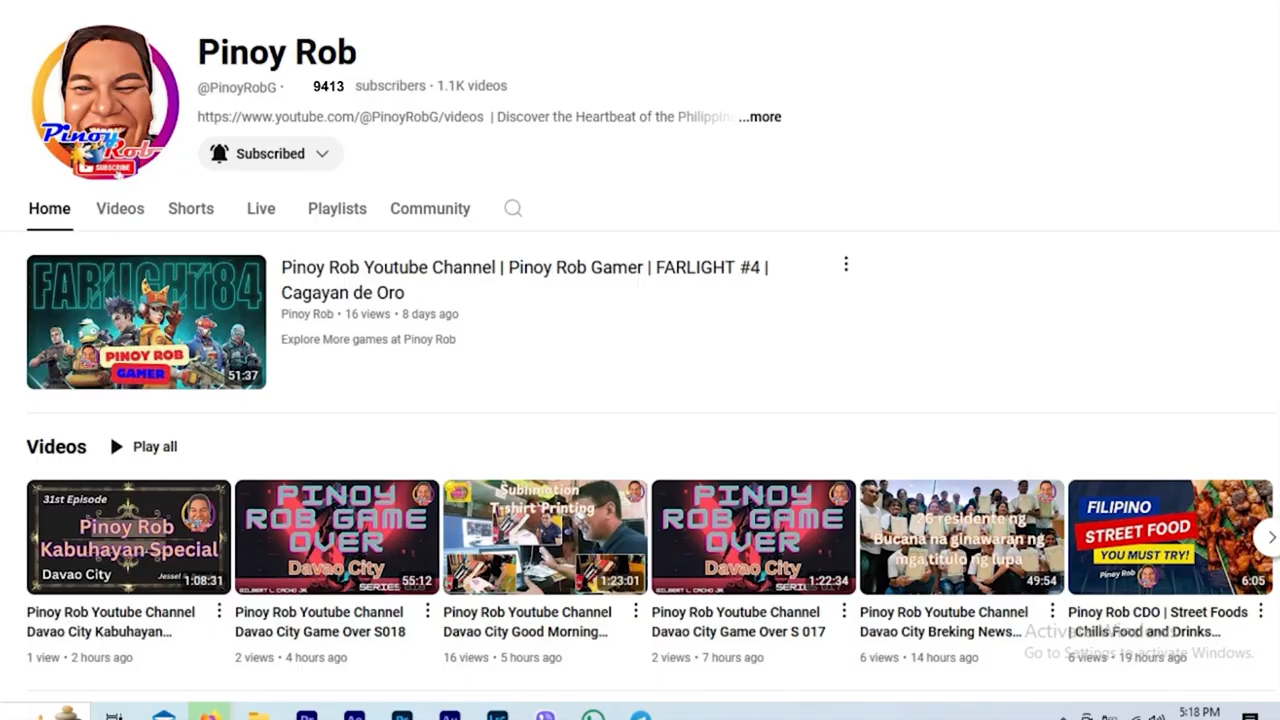 Pinoy Rob
@PinoyRobG · 9413 subscribers · 1.1K videos
https://www.youtube.com/@PinoyRobG/videos | Discover the Heartbeat of the Philippin ...more
Subscribed
Pinoy
Rob
SUBSCRIBE
Home Videos Shorts Live Playlists Community
FARLIGHT84
PINOY ROB
GAMER
51:37
Pinoy Rob Youtube Channel | Pinoy Rob Gamer | FARLIGHT #4 |
Cagayan de Oro
Pinoy Rob • 16 views • 8 days ago
Explore More games at Pinoy Rob
Videos Play all
31st Episode
Pinoy Rob
Kabuhayan Special
Davao City
1:08:31
Pinoy Rob Youtube Channel
Davao City Kabuhayan...
1 view • 2 hours ago
PINOY
ROB GAME
OVER
Davao City
GILBERT L. CACHO JR.
55:12
Pinoy Rob Youtube Channel
Davao City Game Over S018
2 views • 4 hours ago
Sublimation
T-shirt Printing
1:23:01
Pinoy Rob Youtube Channel
Davao City Good Morning...
16 views • 5 hours ago
PINOY
ROB GAME
OVER
Davao City
GILBERT L. CACHO JR.
1:22:34
Pinoy Rob Youtube Channel
Davao City Game Over S 017
2 views • 7 hours ago
26 residente ng
Bucana na ginawaran ng
mga titulo ng lupa
49:54
Pinoy Rob Youtube Channel
Davao City Breking News...
6 views • 14 hours ago
FILIPINO
STREET FOOD
YOU MUST TRY!
Pinoy Rob
6:05
Pinoy Rob CDO | Street Foods
| Chills Food and Drinks...
6 views • 19 hours ago
Activate Windows
Go to Settings to activate Windows.
5:18 PM